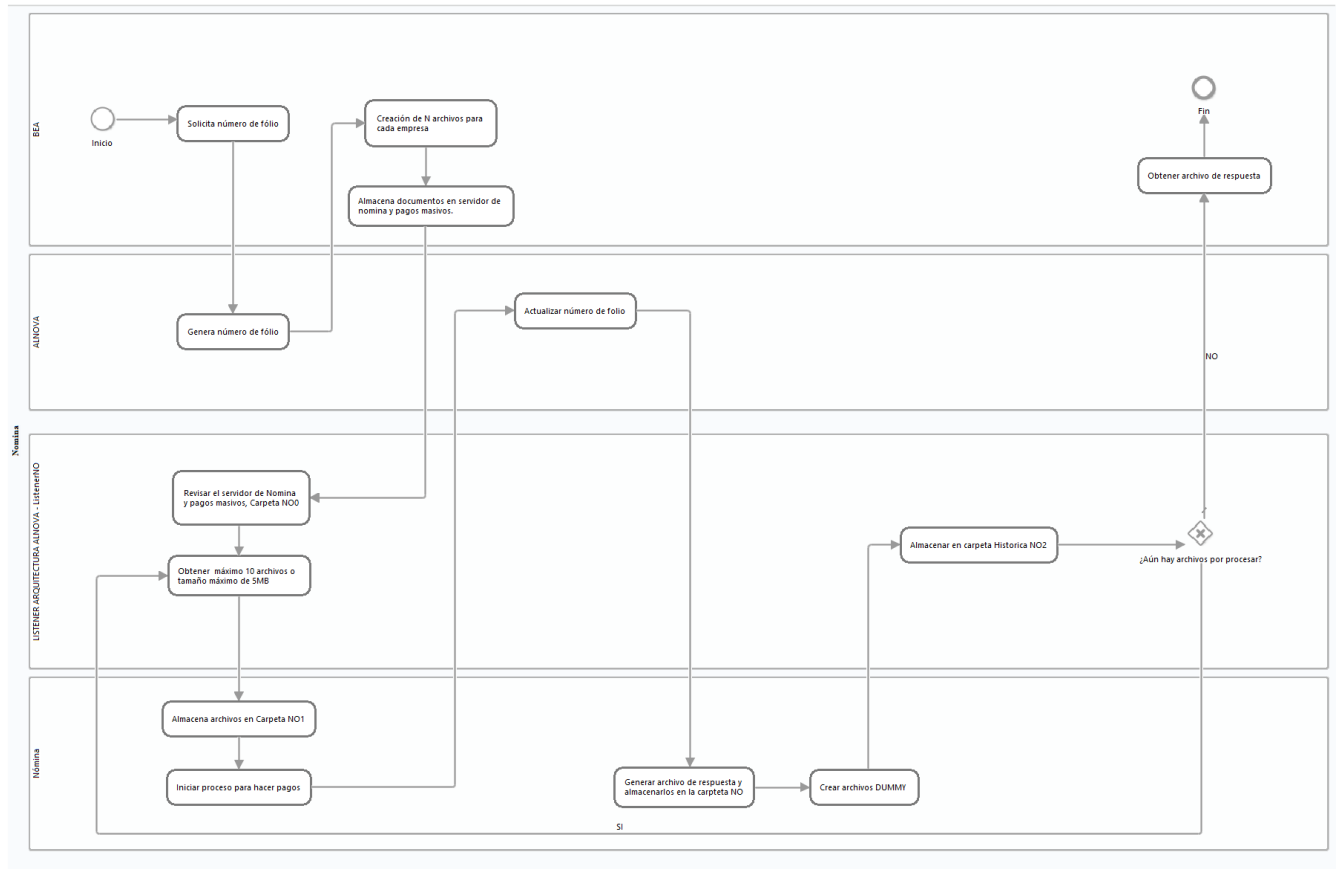 Nomina
BEA
Inicio
Solicita número de fólio
Creación de N archivos para
cada empresa
Almacena documentos en servidor de
nomina y pagos masivos.
Fin
Obtener archivo de respuesta
ALNOVA
Genera número de fólio
Actualizar número de folio
NO
LISTENER ARQUITECTURA ALNOVA - ListenerNO
Revisar el servidor de Nomina
y pagos masivos, Carpeta NO0
Obtener máximo 10 archivos o
tamaño máximo de 5MB
Almacenar en carpeta Historica NO2
¿Aún hay archivos por procesar?
Nómina
Almacena archivos en Carpeta NO1
Iniciar proceso para hacer pagos
Generar archivo de respuesta y
almacenarlos en la carpteta NO
Crear archivos DUMMY
SI